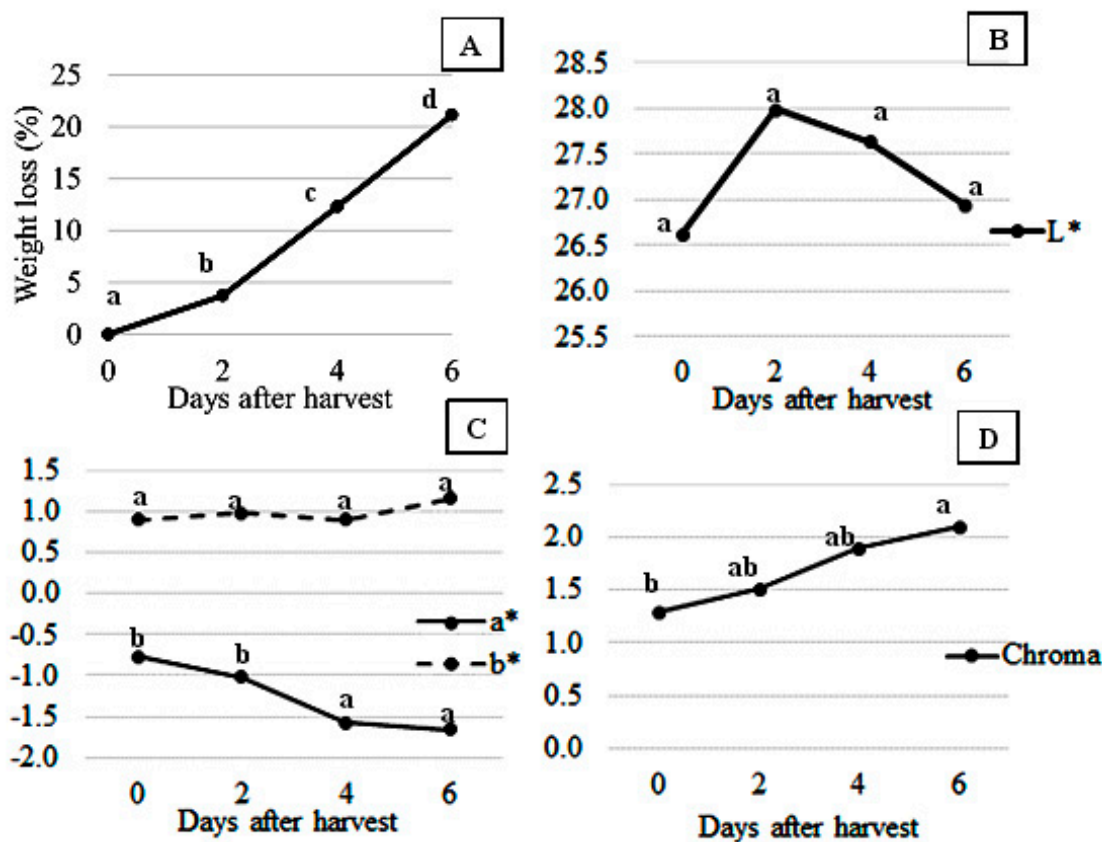 A
Weight loss (%)
25
20
15
10
5
0
a
b
c
d
0 2 4 6
Days after harvest
B
28.5
28.0
27.5
27.0
26.5
26.0
25.5
a
a
a
a
L*
0 2 4 6
Days after harvest
C
1.5
1.0
0.5
0.0
-0.5
-1.0
-1.5
-2.0
a a a a
b b a a
a*
b*
0 2 4 6
Days after harvest
D
2.5
2.0
1.5
1.0
0.5
0.0
b ab ab a
Chroma
0 2 4 6
Days after harvest